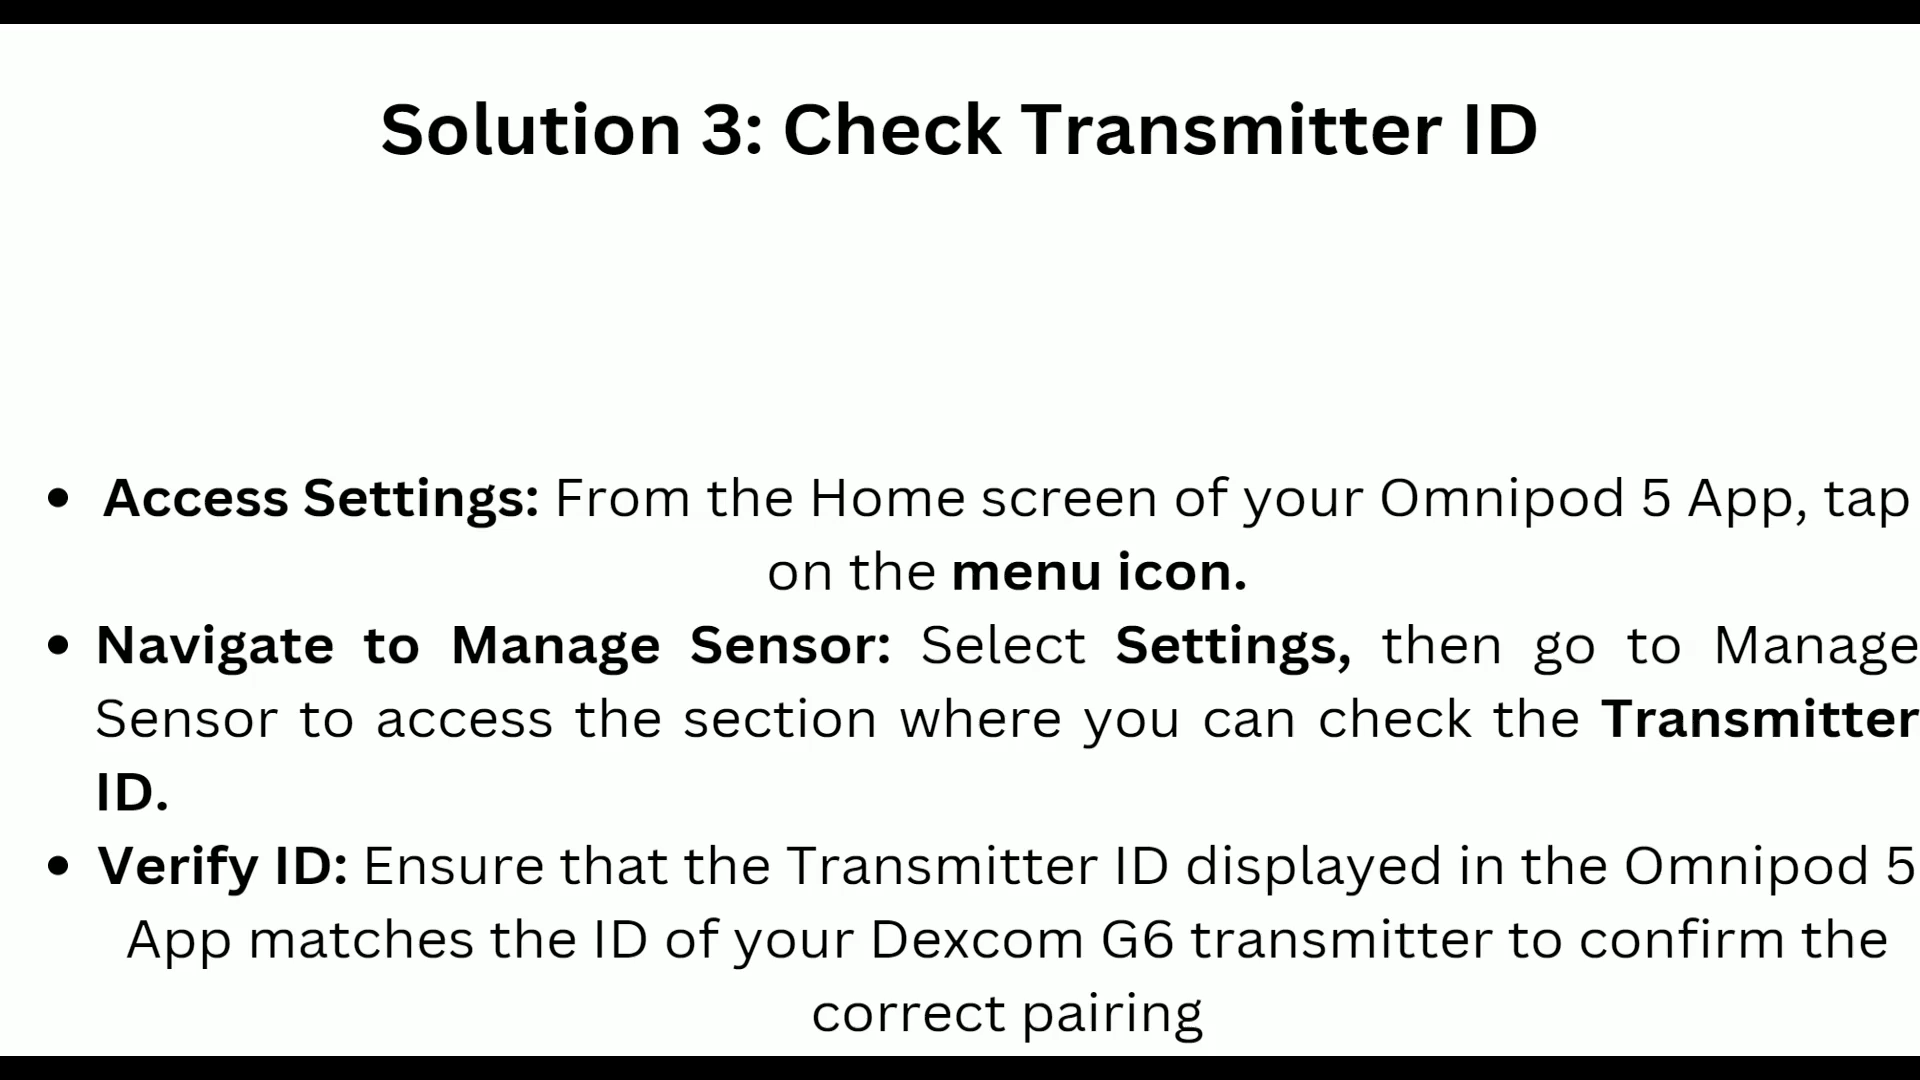 Solution 3: Check Transmitter ID
• Access Settings: From the Home screen of your Omnipod 5 App, tap
on the menu icon.
• Navigate to Manage Sensor: Select Settings, then go to Manage
Sensor to access the section where you can check the Transmitter
ID.
• Verify ID: Ensure that the Transmitter ID displayed in the Omnipod 5
App matches the ID of your Dexcom G6 transmitter to confirm the
correct pairing